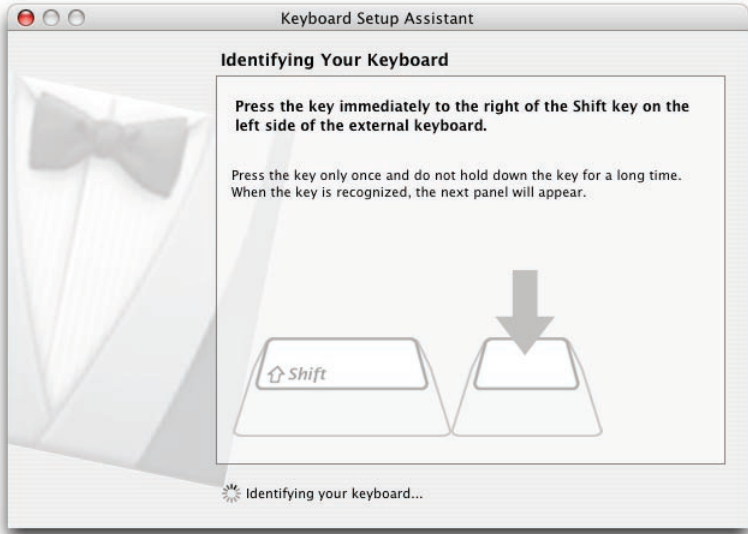 Keyboard Setup Assistant
Identifying Your Keyboard
Press the key immediately to the right of the Shift key on the
left side of the external keyboard.
Press the key only once and do not hold down the key for a long time.
When the key is recognized, the next panel will appear.
⇧ Shift
Identifying your keyboard...